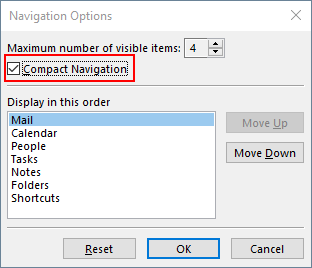 Navigation Options
Maximum number of visible items: 4
Compact Navigation
Display in this order
Mail
Calendar
People
Tasks
Notes
Folders
Shortcuts
Move Up
Move Down
Reset OK Cancel